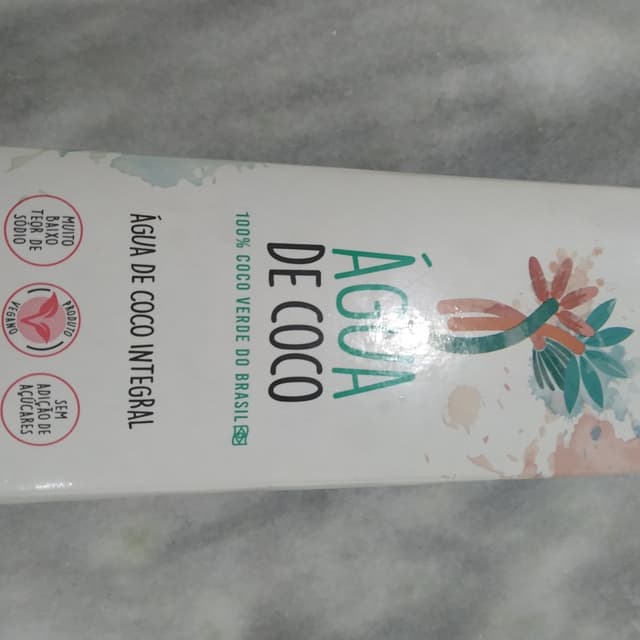 ÁGUA
DE COCO
100% COCO VERDE DO BRASIL
ÁGUA DE COCO INTEGRAL
MUITO
BAIXO
TEOR DE
SÓDIO
PRODUTO
VEGANO
SEM
ADIÇÃO DE
AÇÚCARES